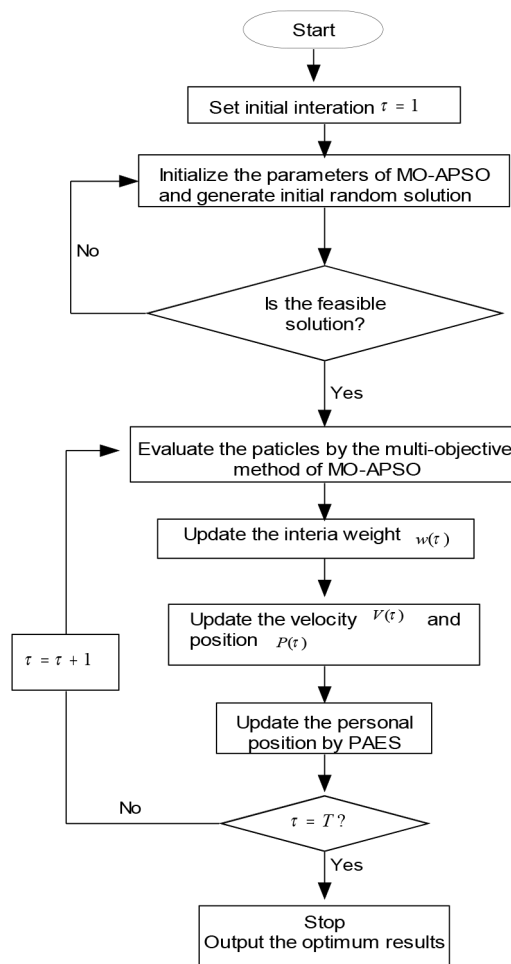 Start
Set initial interation τ = 1
Initialize the parameters of MO-APSO
and generate initial random solution
No
Is the feasible
solution?
Yes
Evaluate the paticles by the multi-objective
method of MO-APSO
Update the interia weight w(τ)
Update the velocity V(τ) and
position P(τ)
τ = τ + 1
Update the personal
position by PAES
No
τ = T ?
Yes
Stop
Output the optimum results